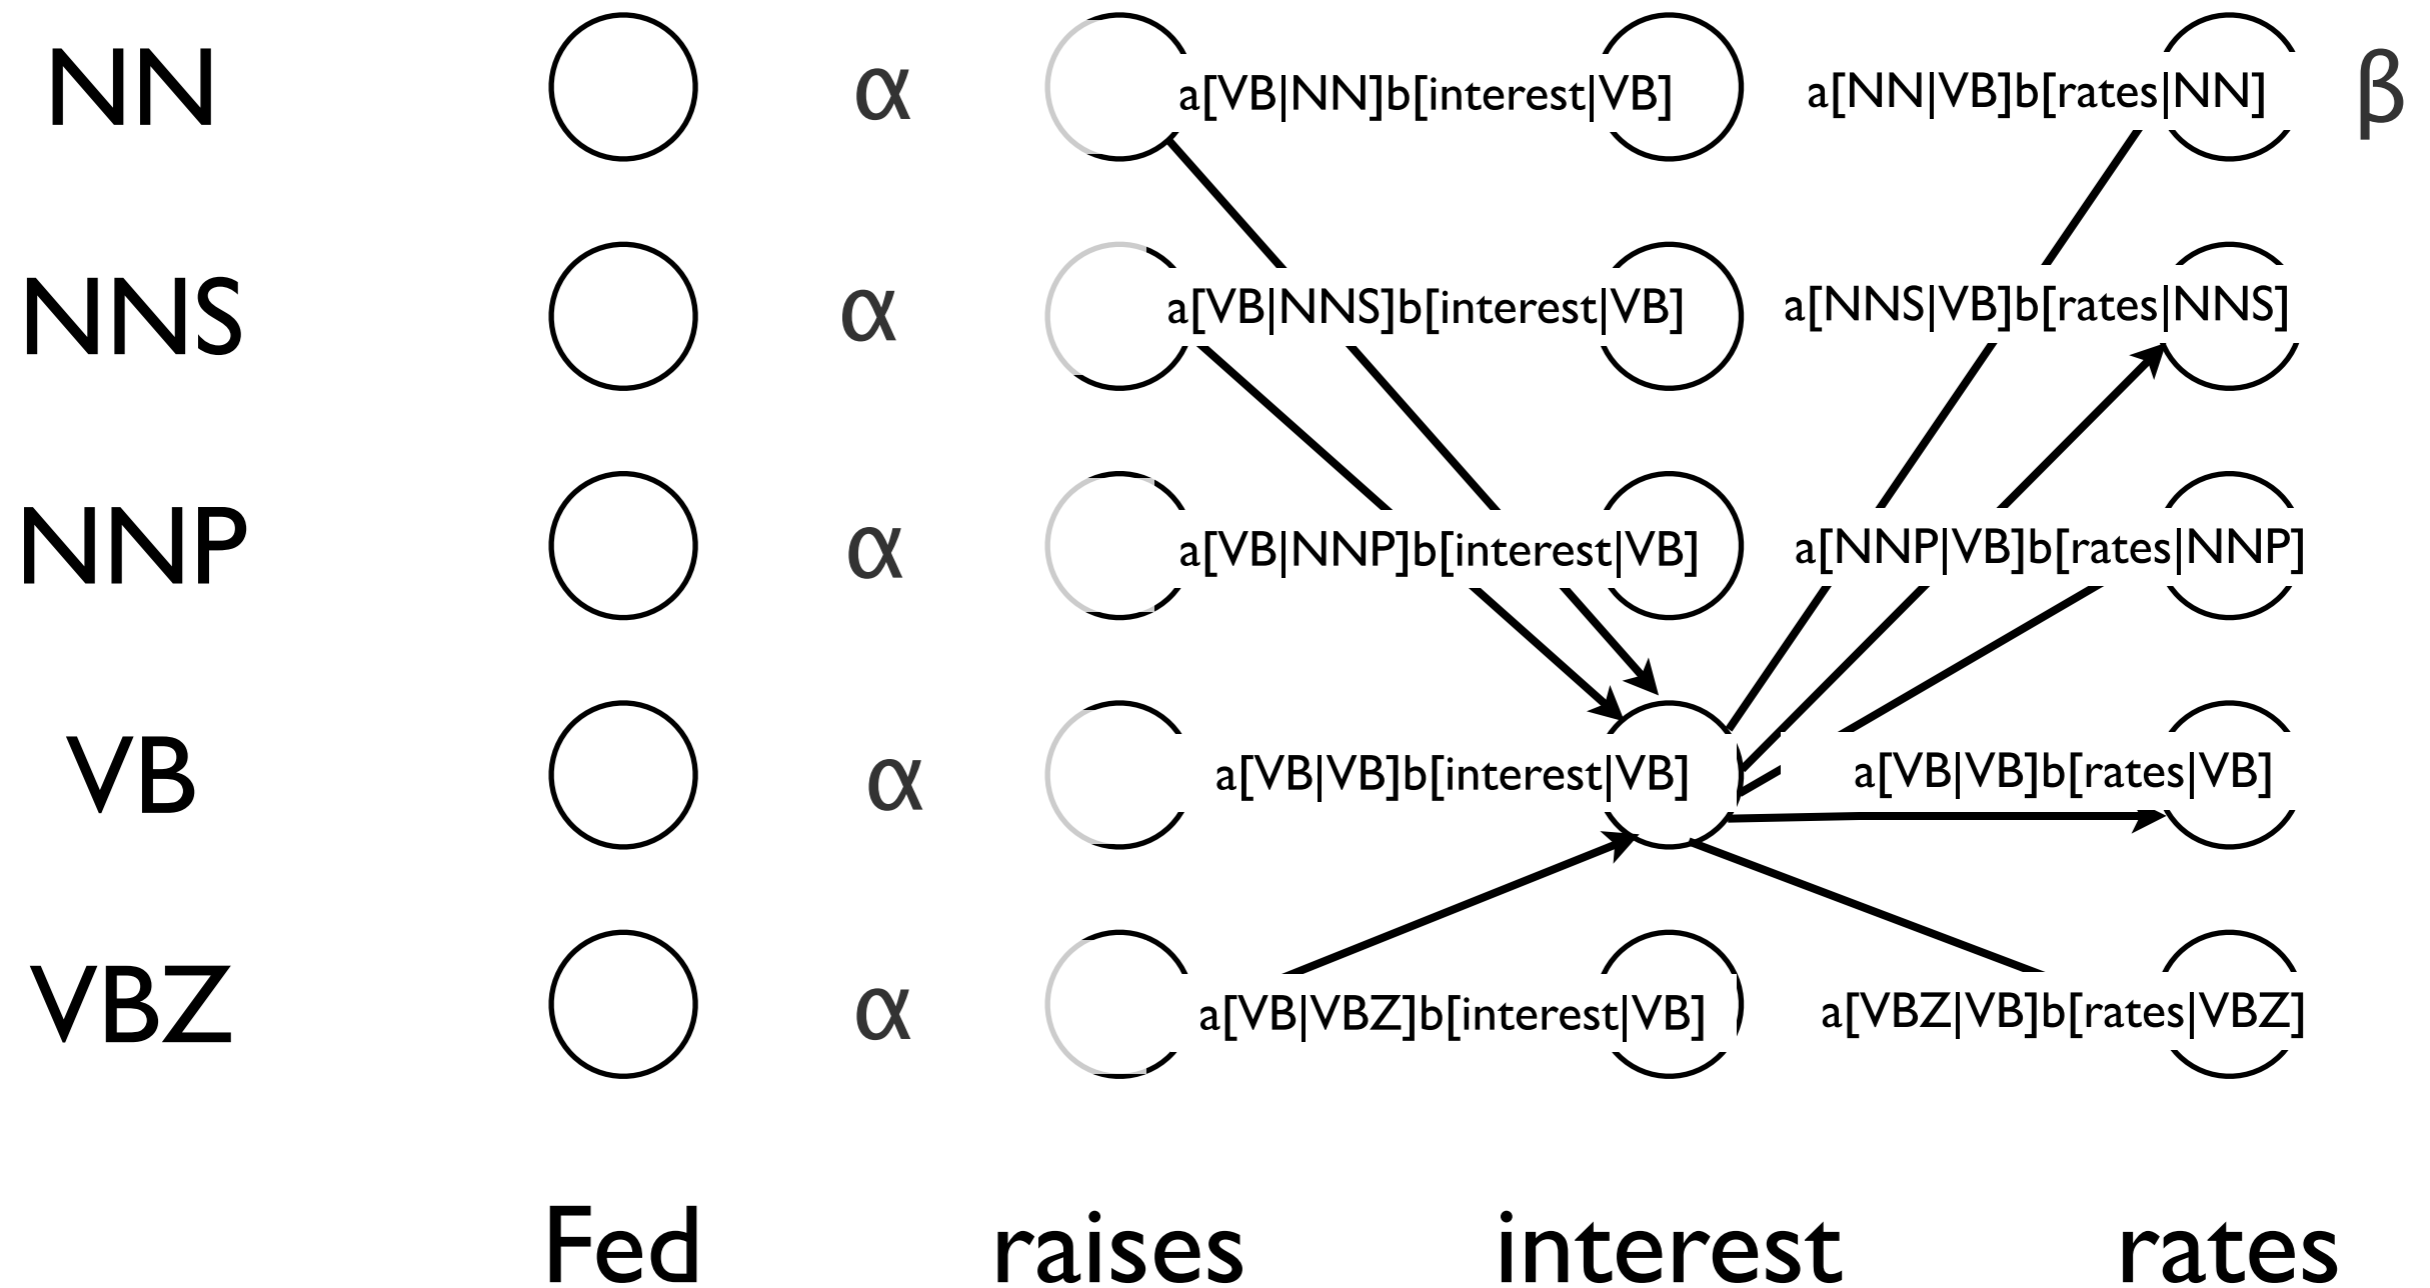 NN α a[VB|NN]b[interest|VB] a[NN|VB]b[rates|NN] β
NNS α a[VB|NNS]b[interest|VB] a[NNS|VB]b[rates|NNS]
NNP α a[VB|NNP]b[interest|VB] a[NNP|VB]b[rates|NNP]
VB α a[VB|VB]b[interest|VB] a[VB|VB]b[rates|VB]
VBZ α a[VB|VBZ]b[interest|VB] a[VBZ|VB]b[rates|VBZ]
Fed raises interest rates